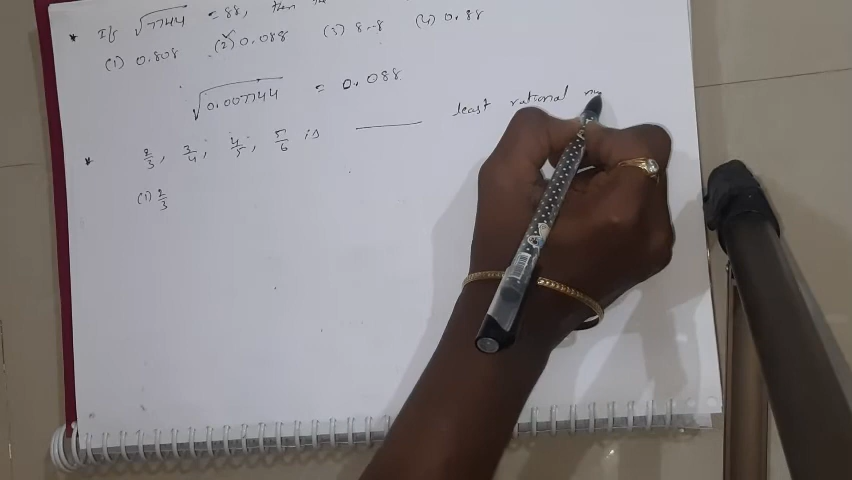 * If √7744 = 88, then the
(1) 0.808 (2) 0.088 (3) 8.8 (4) 0.88
√0.007744 = 0.088
* 2/3, 3/4, 4/5, 5/6 is ______ least rational
(1) 2/3